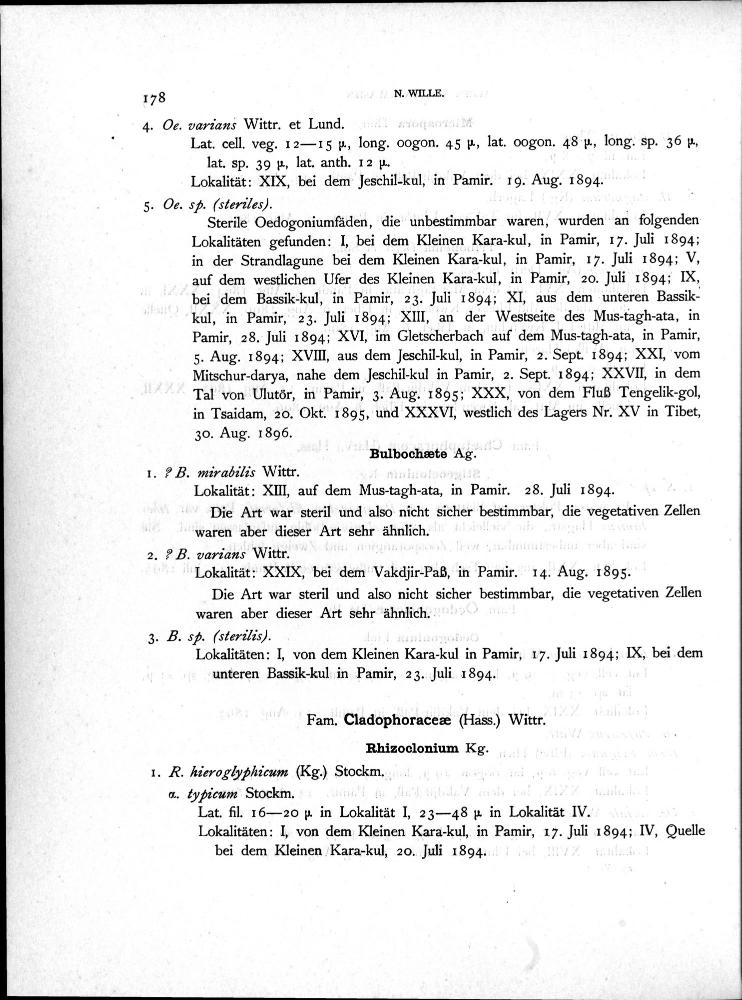 178
N. WILLE.
4. Oe. varians Wittr. et Lund.
Lat. cell. veg. 12—15 µ, long. oogon. 45 µ, lat. oogon. 48 µ, long. sp. 36 µ,
lat. sp. 39 µ, lat. anth. 12 µ.
Lokalität: XIX, bei dem Jeschil-kul, in Pamir. 19. Aug. 1894.
5. Oe. sp. (steriles).
Sterile Oedogoniumfäden, die unbestimmbar waren, wurden an folgenden
Lokalitäten gefunden: I, bei dem Kleinen Kara-kul, in Pamir, 17. Juli 1894;
in der Strandlagune bei dem Kleinen Kara-kul, in Pamir, 17. Juli 1894; V,
auf dem westlichen Ufer des Kleinen Kara-kul, in Pamir, 20. Juli 1894; IX,
bei dem Bassik-kul, in Pamir, 23. Juli 1894; XI, aus dem unteren Bassik-
kul, in Pamir, 23. Juli 1894; XIII, an der Westseite des Mus-tagh-ata, in
Pamir, 28. Juli 1894; XVI, im Gletscherbach auf dem Mus-tagh-ata, in Pamir,
5. Aug. 1894; XVIII, aus dem Jeschil-kul, in Pamir, 2. Sept. 1894; XXI, vom
Mitschur-darya, nahe dem Jeschil-kul in Pamir, 2. Sept. 1894; XXVII, in dem
Tal von Ulutör, in Pamir, 3. Aug. 1895; XXX, von dem Fluß Tengelik-gol,
in Tsaidam, 20. Okt. 1895, und XXXVI, westlich des Lagers Nr. XV in Tibet,
30. Aug. 1896.
Bulbochæte Ag.
1. ? B. mirabilis Wittr.
Lokalität: XIII, auf dem Mus-tagh-ata, in Pamir. 28. Juli 1894.
Die Art war steril und also nicht sicher bestimmbar, die vegetativen Zellen
waren aber dieser Art sehr ähnlich.
2. ? B. varians Wittr.
Lokalität: XXIX, bei dem Vakdjir-Paß, in Pamir. 14. Aug. 1895.
Die Art war steril und also nicht sicher bestimmbar, die vegetativen Zellen
waren aber dieser Art sehr ähnlich.
3. B. sp. (sterilis).
Lokalitäten: I, von dem Kleinen Kara-kul in Pamir, 17. Juli 1894; IX, bei dem
unteren Bassik-kul in Pamir, 23. Juli 1894.
Fam. Cladophoraceæ (Hass.) Wittr.
Rhizoclonium Kg.
1. R. hieroglyphicum (Kg.) Stockm.
α. typicum Stockm.
Lat. fil. 16—20 µ in Lokalität I, 23—48 µ in Lokalität IV.
Lokalitäten: I, von dem Kleinen Kara-kul, in Pamir, 17. Juli 1894; IV, Quelle
bei dem Kleinen Kara-kul, 20. Juli 1894.